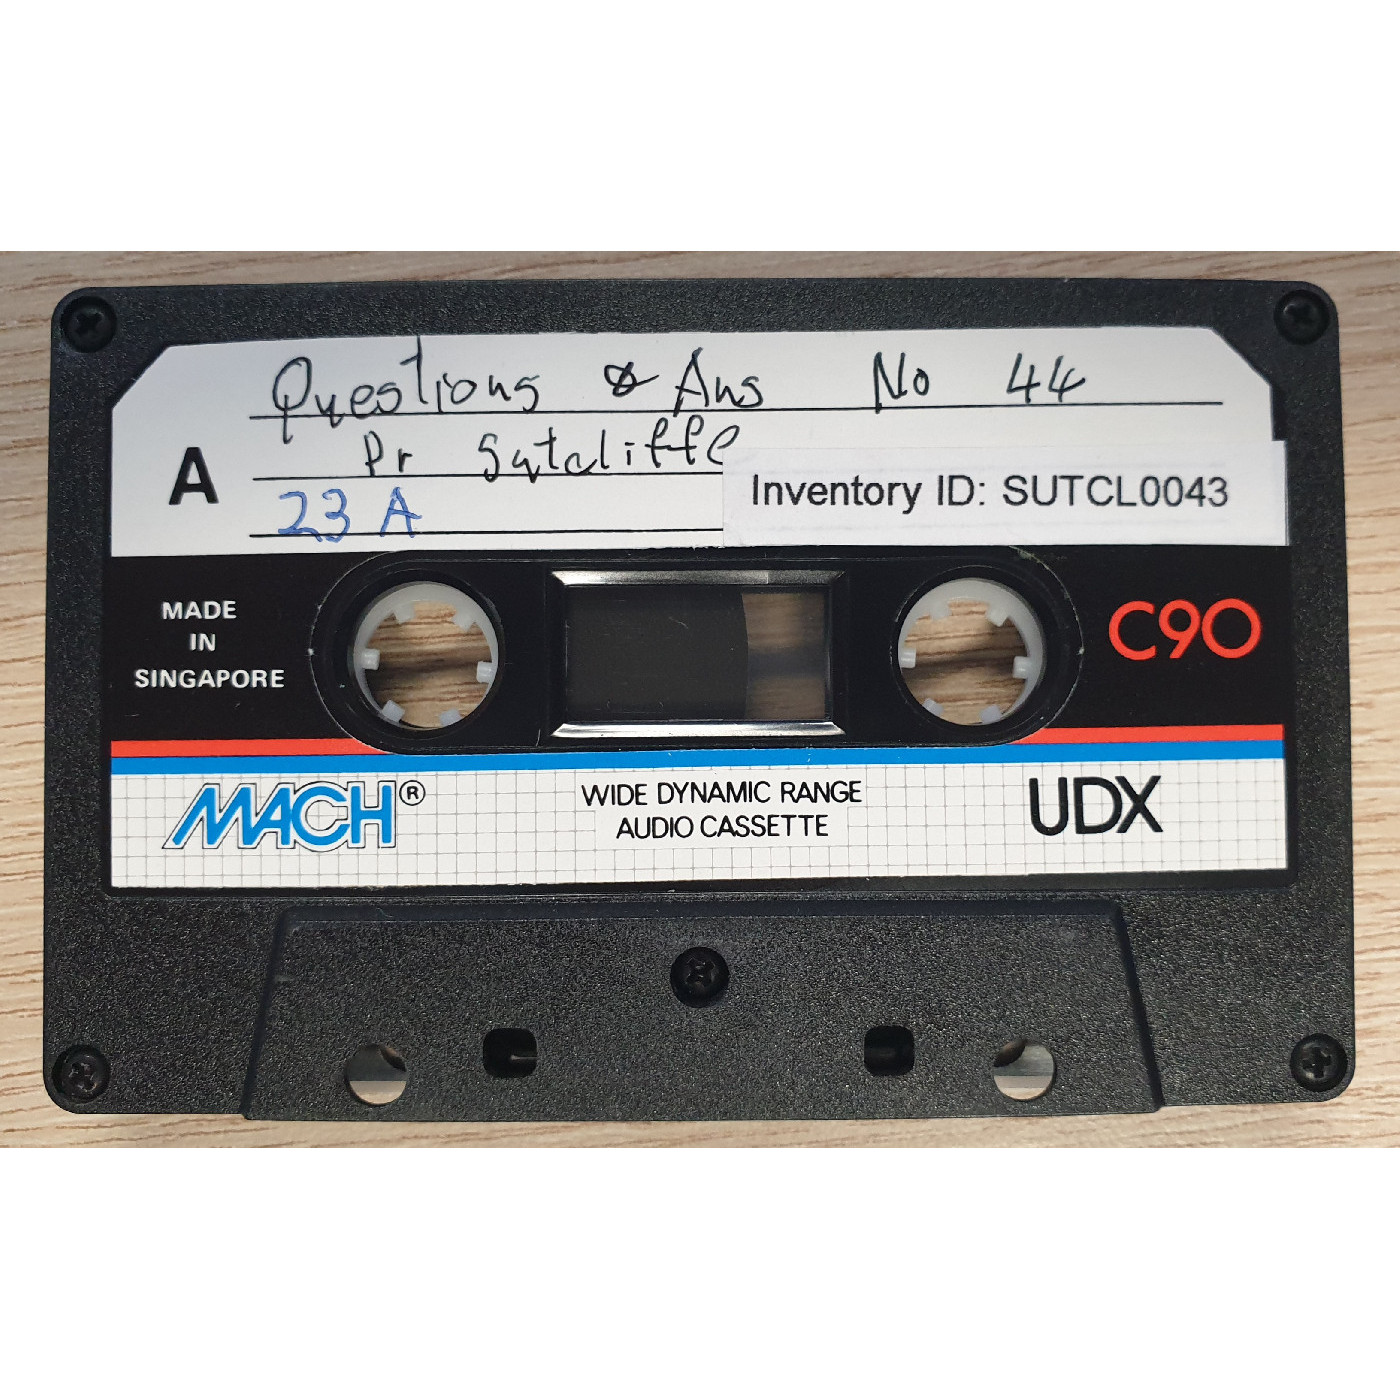 Questions & Ans No 44
Pr Sutcliffe
A
23 A
Inventory ID: SUTCL0043
MADE
IN
SINGAPORE
C90
MACH®
WIDE DYNAMIC RANGE
AUDIO CASSETTE
UDX